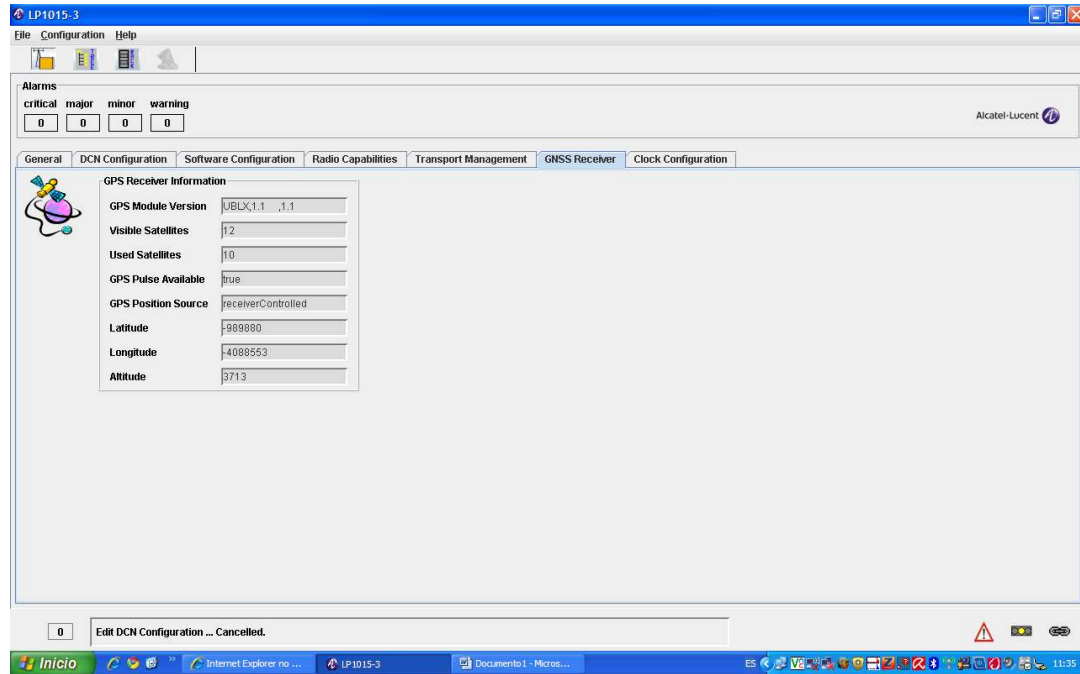 LP1015-3
File Configuration Help
Alarms
critical major minor warning
0 0 0 0
Alcatel-Lucent
General DCN Configuration Software Configuration Radio Capabilities Transport Management GNSS Receiver Clock Configuration
GPS Receiver Information
GPS Module Version UBLX,1.1 ,1.1
Visible Satellites 12
Used Satellites 10
GPS Pulse Available true
GPS Position Source receiverControlled
Latitude -989880
Longitude -4088553
Altitude 3713
0 Edit DCN Configuration ... Cancelled.
Inicio Internet Explorer no ... LP1015-3 Documento1 - Micros... ES 11:35